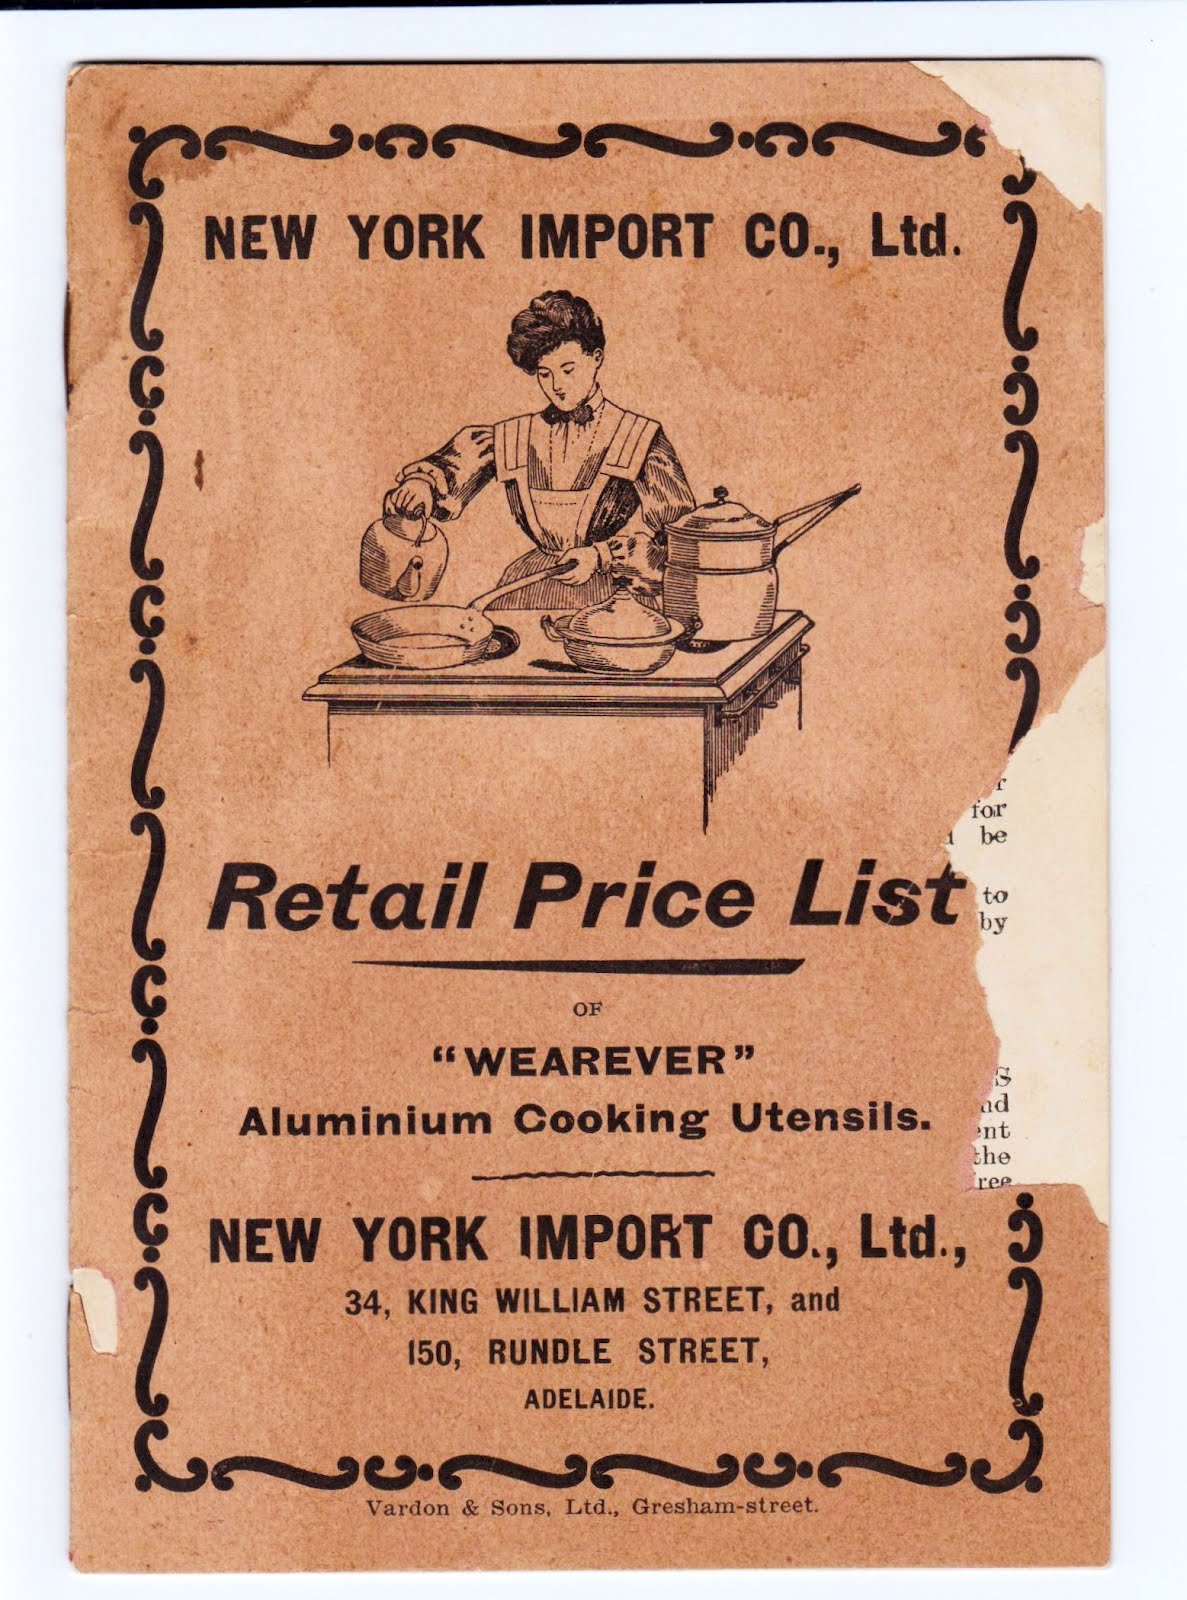 NEW YORK IMPORT CO., Ltd.
for
be
Retail Price List
to
by
OF
"WEAREVER"
Aluminium Cooking Utensils.
the
NEW YORK IMPORT CO., Ltd.,
34, KING WILLIAM STREET, and
150, RUNDLE STREET,
ADELAIDE.
Vardon & Sons, Ltd., Gresham-street.